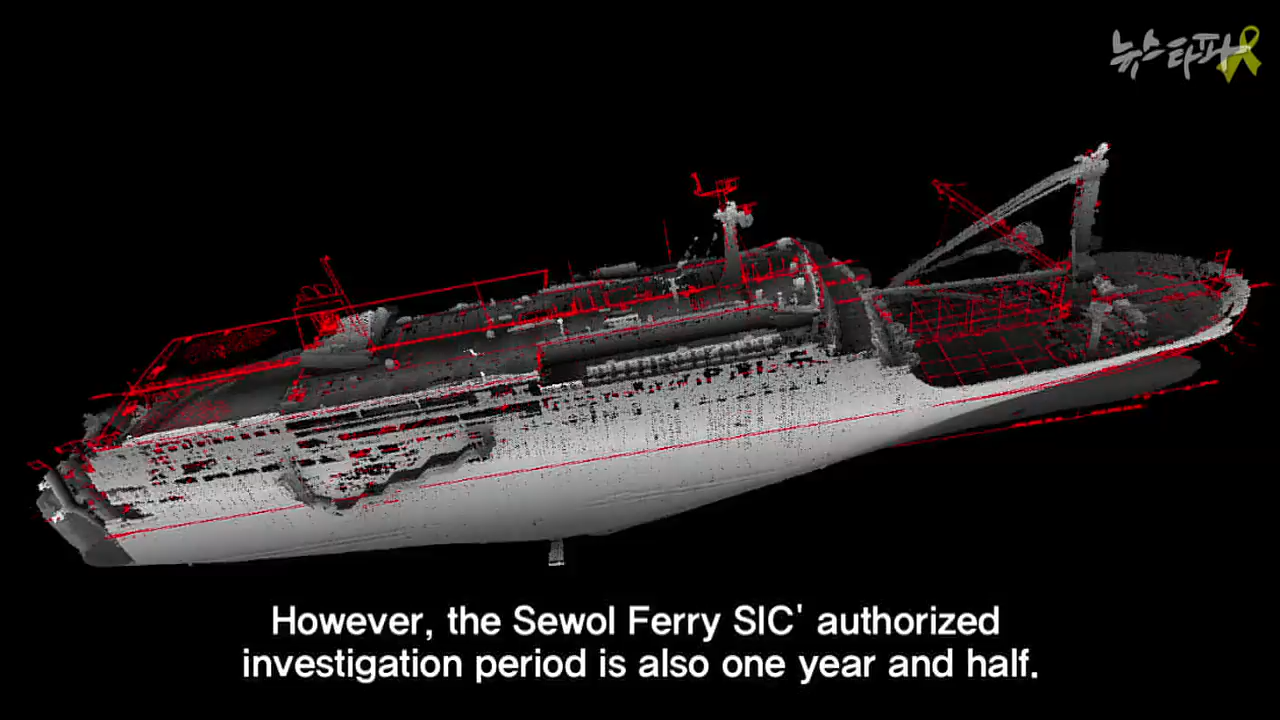 뉴스타파
However, the Sewol Ferry SIC' authorized
investigation period is also one year and half.